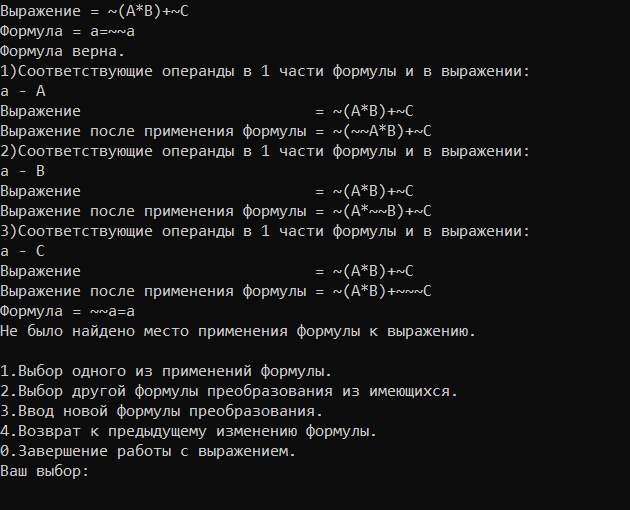 Выражение = ~(A*B)+~C
Формула = a=~~a
Формула верна.
1)Соответствующие операнды в 1 части формулы и в выражении:
a - A
Выражение                          = ~(A*B)+~C
Выражение после применения формулы = ~(~~A*B)+~C
2)Соответствующие операнды в 1 части формулы и в выражении:
a - B
Выражение                          = ~(A*B)+~C
Выражение после применения формулы = ~(A*~~B)+~C
3)Соответствующие операнды в 1 части формулы и в выражении:
a - C
Выражение                          = ~(A*B)+~C
Выражение после применения формулы = ~(A*B)+~~~C
Формула = ~~a=a
Не было найдено место применения формулы к выражению.

1.Выбор одного из применений формулы.
2.Выбор другой формулы преобразования из имеющихся.
3.Ввод новой формулы преобразования.
4.Возврат к предыдущему изменению формулы.
0.Завершение работы с выражением.
Ваш выбор: